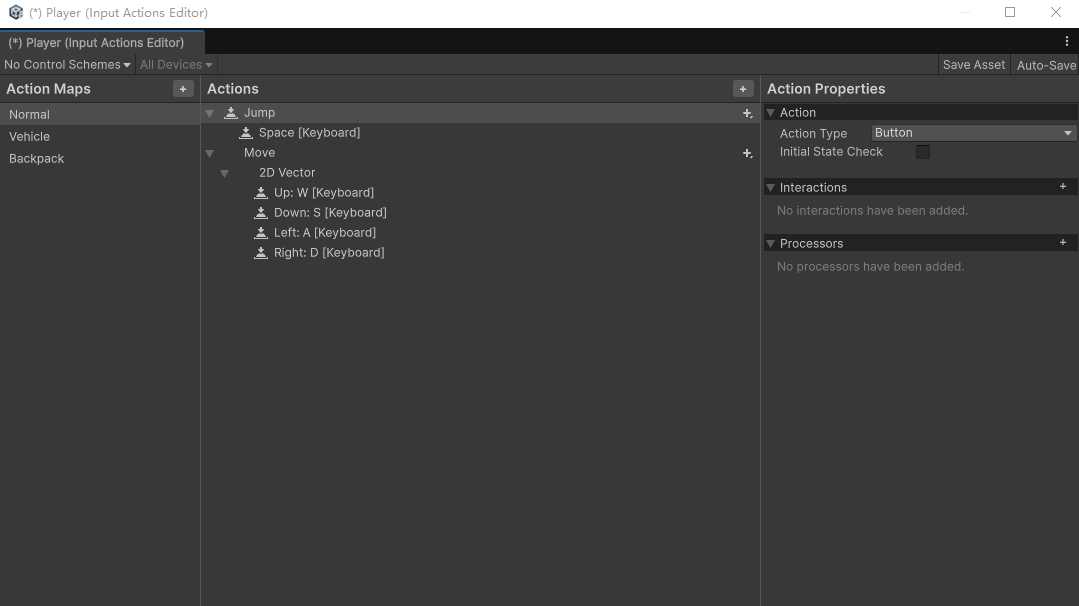 (*) Player (Input Actions Editor)
(*) Player (Input Actions Editor)
No Control Schemes All Devices Save Asset Auto-Save
Action Maps + Actions + Action Properties
Normal
Vehicle
Backpack
Jump
Space [Keyboard]
Move
2D Vector
Up: W [Keyboard]
Down: S [Keyboard]
Left: A [Keyboard]
Right: D [Keyboard]
Action
Action Type Button
Initial State Check
Interactions +
No interactions have been added.
Processors +
No processors have been added.